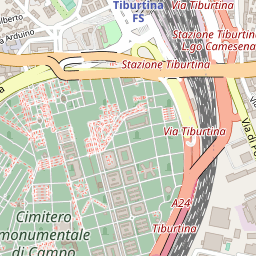 Tiburtina
FS
Via Tiburtina
Stazione Tiburtina
L.go Camesena
Stazione Tiburtina
Arduino
Via Tiburtina
A24
Tiburtina
Cimitero
monumentale
di Campo